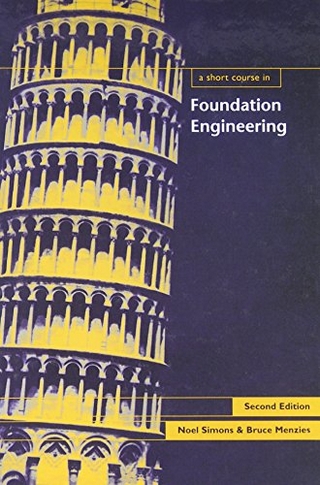 a short course in
Foundation
Engineering
Second Edition
Noel Simons & Bruce Menzies